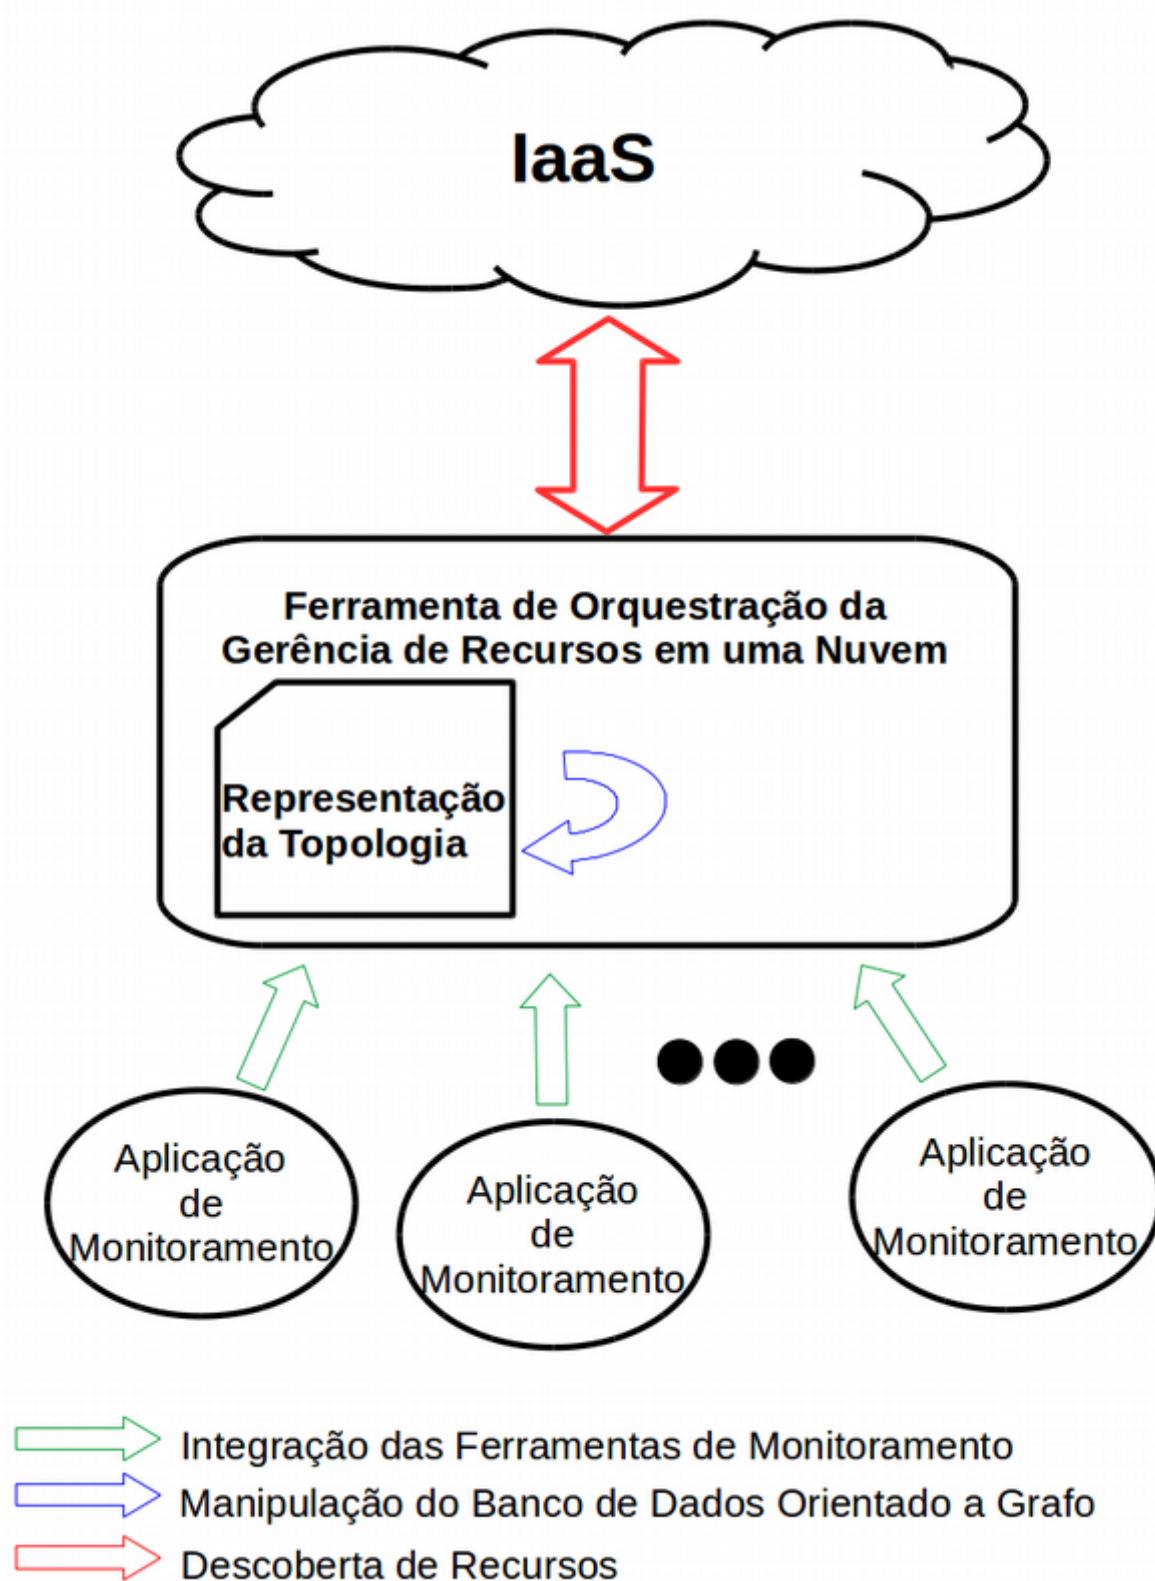 IaaS
Ferramenta de Orquestração da
Gerência de Recursos em uma Nuvem
Representação
da Topologia
Aplicação
de
Monitoramento
Aplicação
de
Monitoramento
Aplicação
de
Monitoramento
Integração das Ferramentas de Monitoramento
Manipulação do Banco de Dados Orientado a Grafo
Descoberta de Recursos